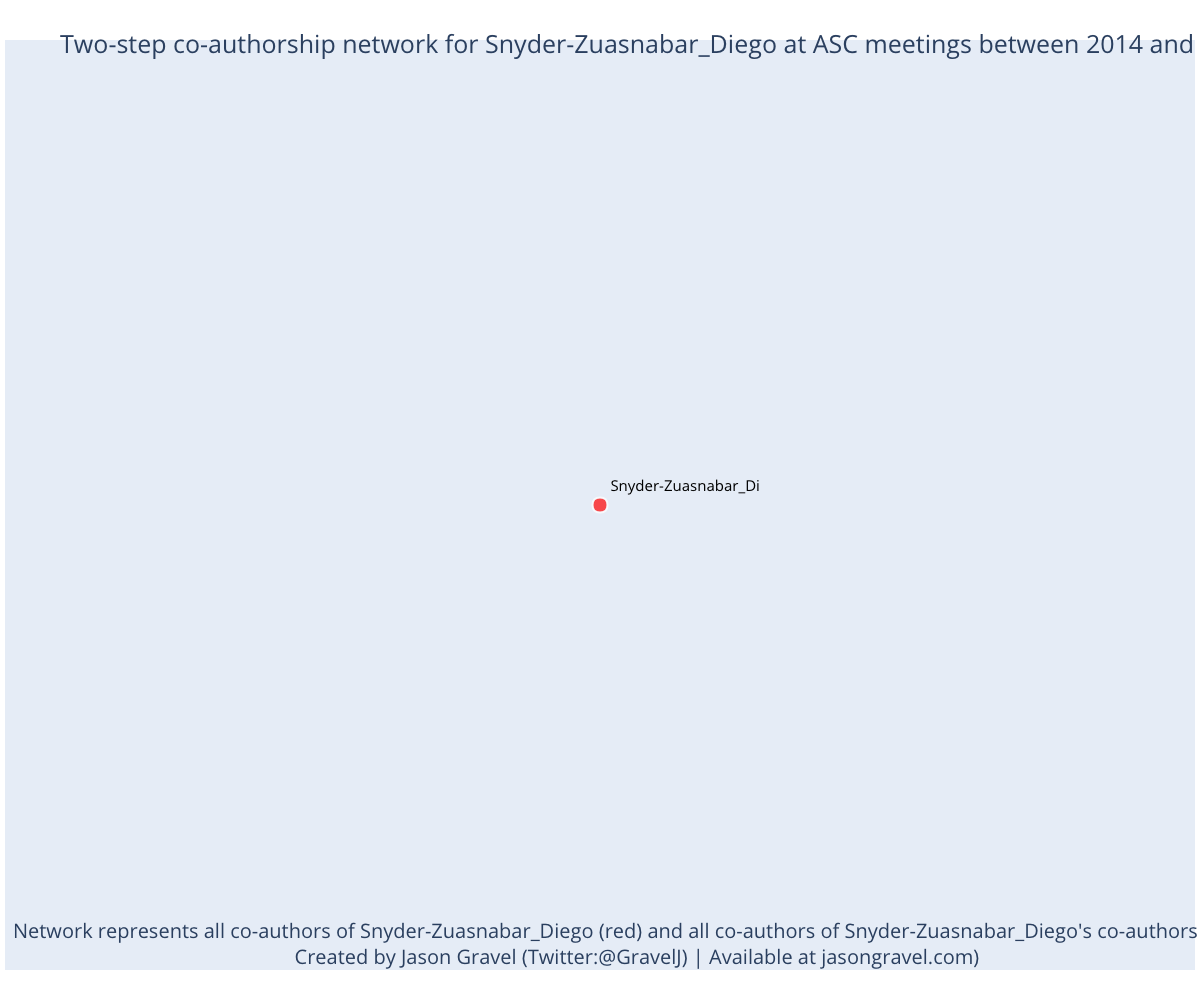 Two-step co-authorship network for Snyder-Zuasnabar_Diego at ASC meetings between 2014 and
Snyder-Zuasnabar_Di
Network represents all co-authors of Snyder-Zuasnabar_Diego (red) and all co-authors of Snyder-Zuasnabar_Diego's co-authors
Created by Jason Gravel (Twitter:@GravelJ) | Available at jasongravel.com)